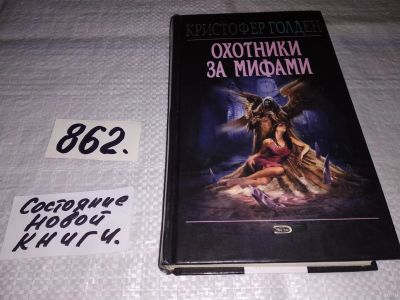 КРИСТОФЕР ГОЛДЕН
ОХОТНИКИ
ЗА МИФАМИ
862.
Состояние
новой
книги.